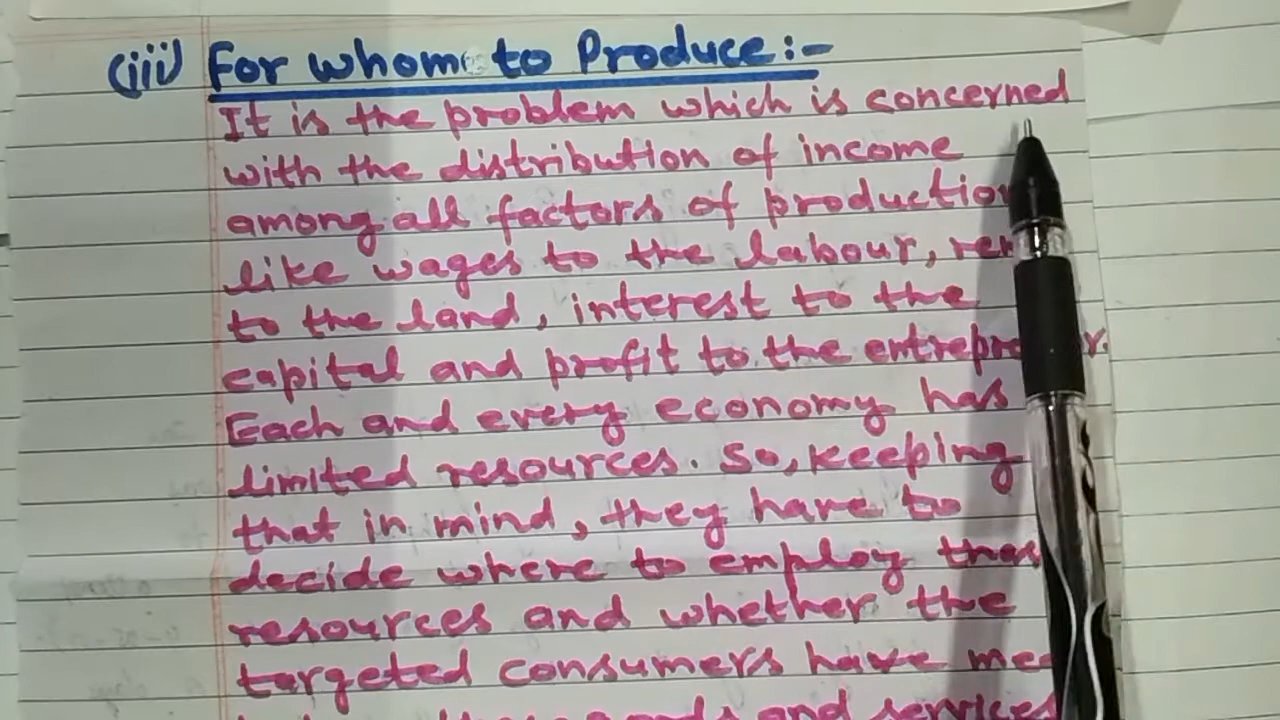 (iii) For whom to Produce:-
It is the problem which is concerned
with the distribution of income
among all factors of production
like wages to the labour,
to the land, interest to the
capital and profit to the
Each and every economy has
limited resources. So, keeping
that in mind, they have to
decide where to employ
resources and whether the
targeted consumers have
goods and services